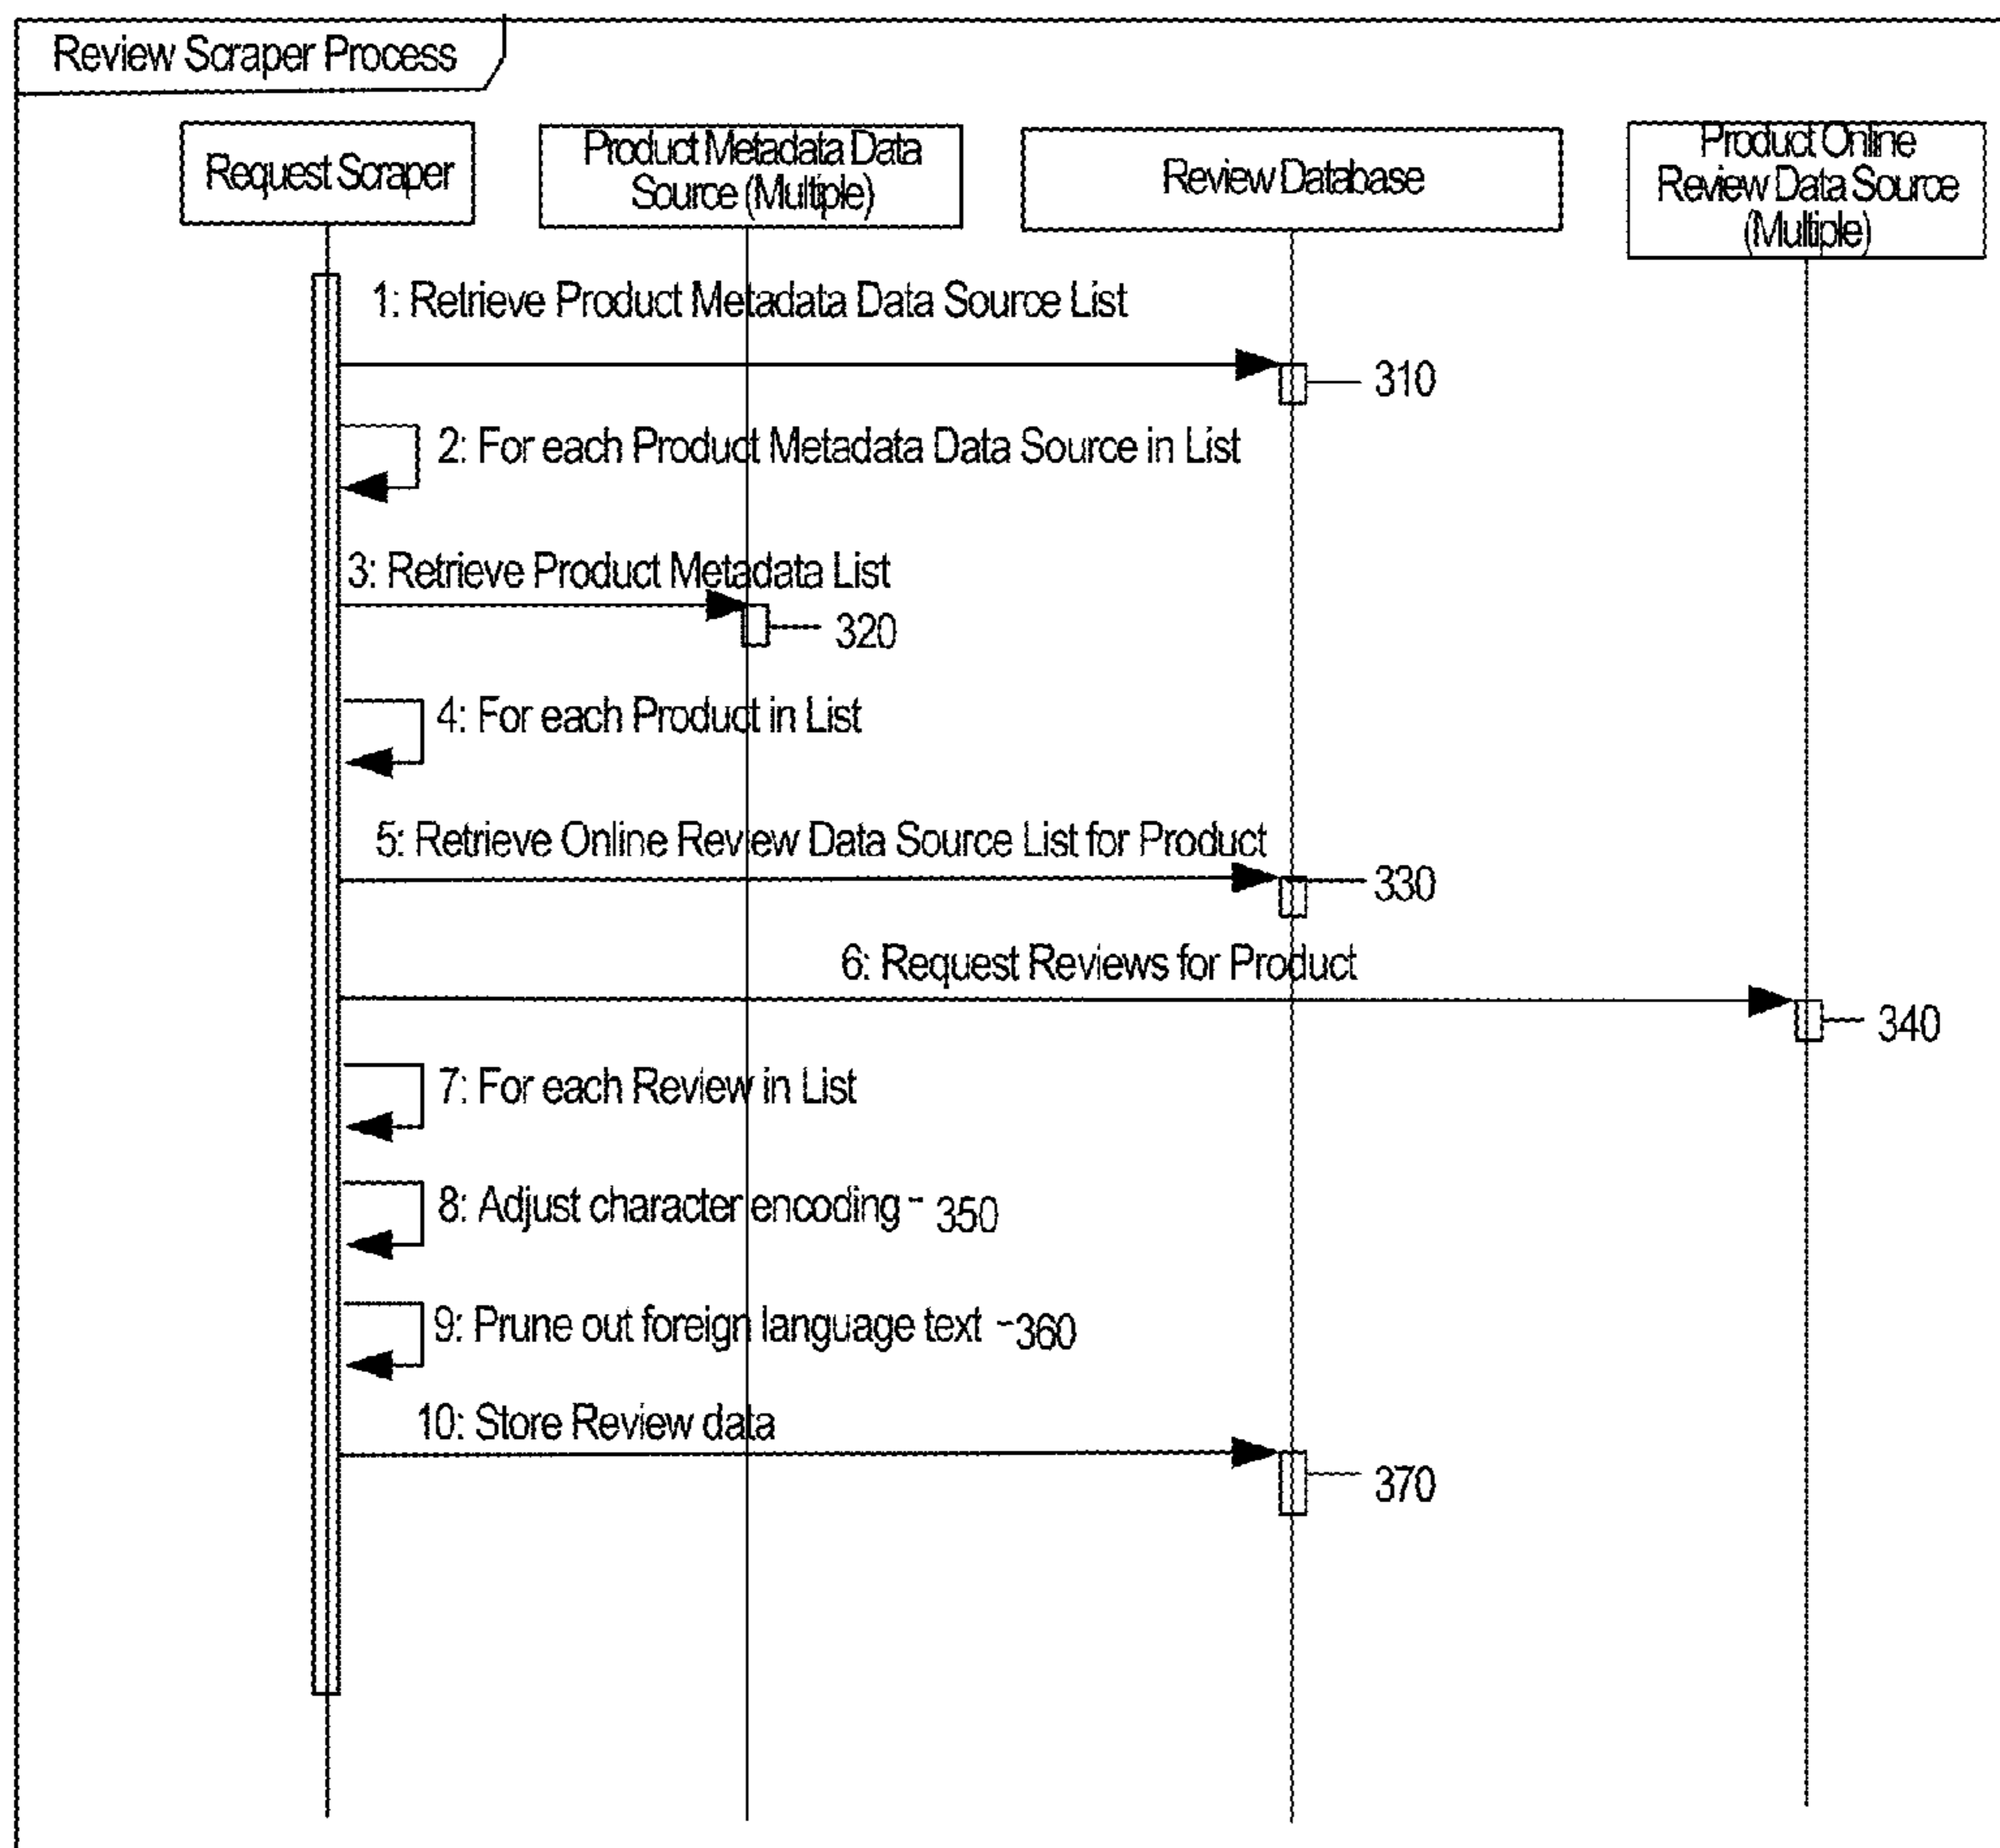 Review Scraper Process
Request Scraper
Product Metadata Data
Source (Multiple)
Review Database
Product Online
Review Data Source
(Multiple)
1: Retrieve Product Metadata Data Source List
310
2: For each Product Metadata Data Source in List
3: Retrieve Product Metadata List
320
4: For each Product in List
5: Retrieve Online Review Data Source List for Product
330
6: Request Reviews for Product
340
7: For each Review in List
8: Adjust character encoding ~ 350
9: Prune out foreign language text ~360
10: Store Review data
370